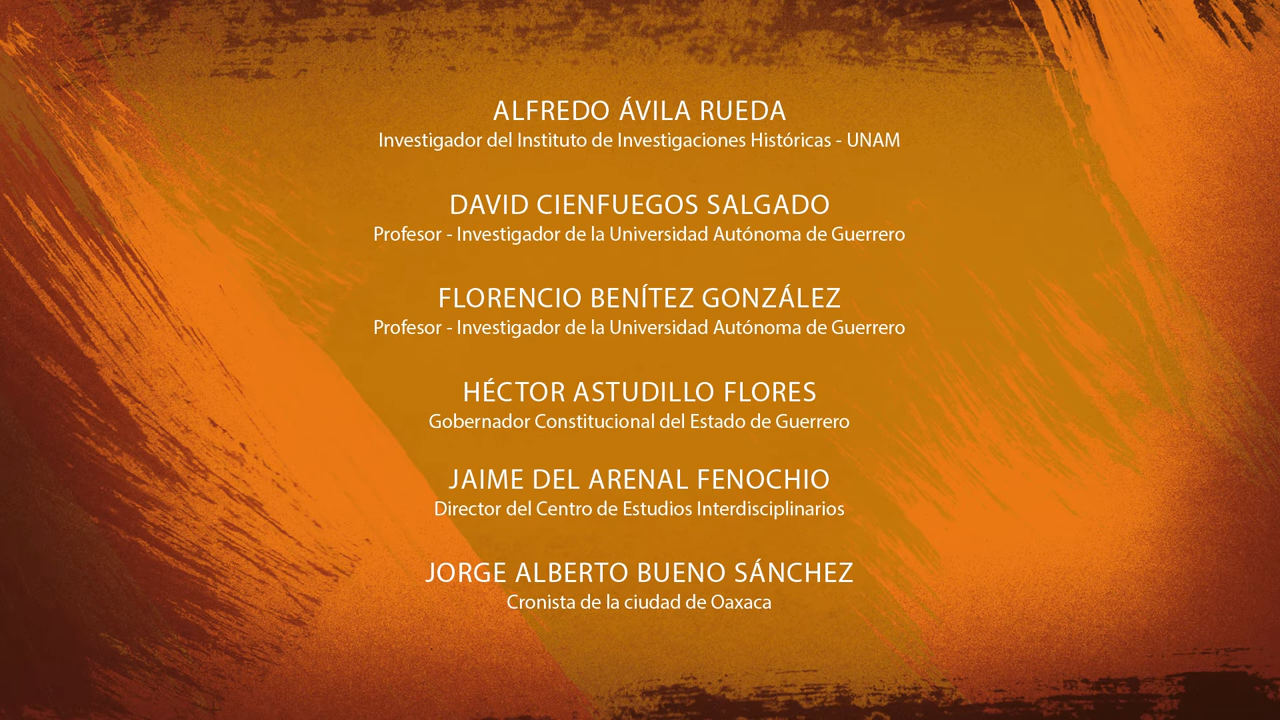 ALFREDO ÁVILA RUEDA
Investigador del Instituto de Investigaciones Históricas - UNAM
DAVID CIENFUEGOS SALGADO
Profesor - Investigador de la Universidad Autónoma de Guerrero
FLORENCIO BENÍTEZ GONZÁLEZ
Profesor - Investigador de la Universidad Autónoma de Guerrero
HÉCTOR ASTUDILLO FLORES
Gobernador Constitucional del Estado de Guerrero
JAIME DEL ARENAL FENOCHIO
Director del Centro de Estudios Interdisciplinarios
JORGE ALBERTO BUENO SÁNCHEZ
Cronista de la ciudad de Oaxaca